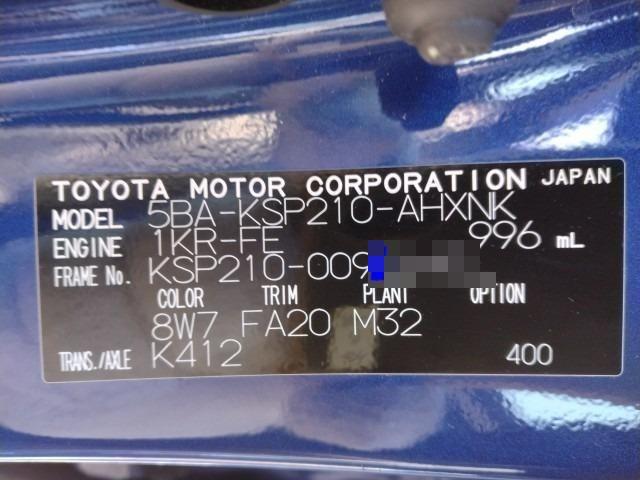 TOYOTA MOTOR CORPORATION JAPAN
MODEL 5BA-KSP210-AHXNK
ENGINE 1KR-FE 996 mL
FRAME No. KSP210-009
COLOR TRIM PLANT OPTION
8W7 FA20 M32
TRANS./AXLE K412 400